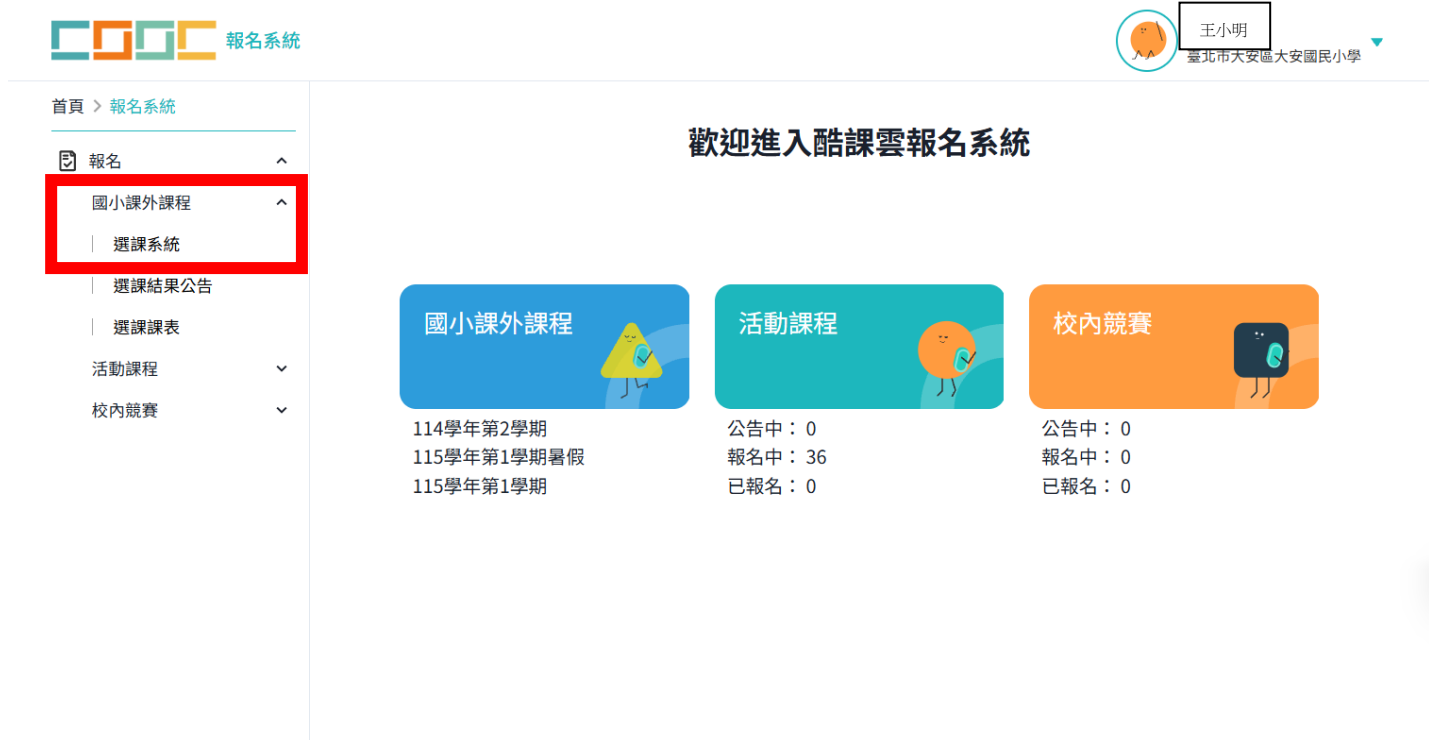 COOC 報名系統
王小明
臺北市大安區大安國民小學
首頁 > 報名系統
報名
國小課外課程
選課系統
選課結果公告
選課課表
活動課程
校內競賽
歡迎進入酷課雲報名系統
國小課外課程
114學年第2學期
115學年第1學期暑假
115學年第1學期
活動課程
公告中： 0
報名中： 36
已報名： 0
校內競賽
公告中： 0
報名中： 0
已報名： 0